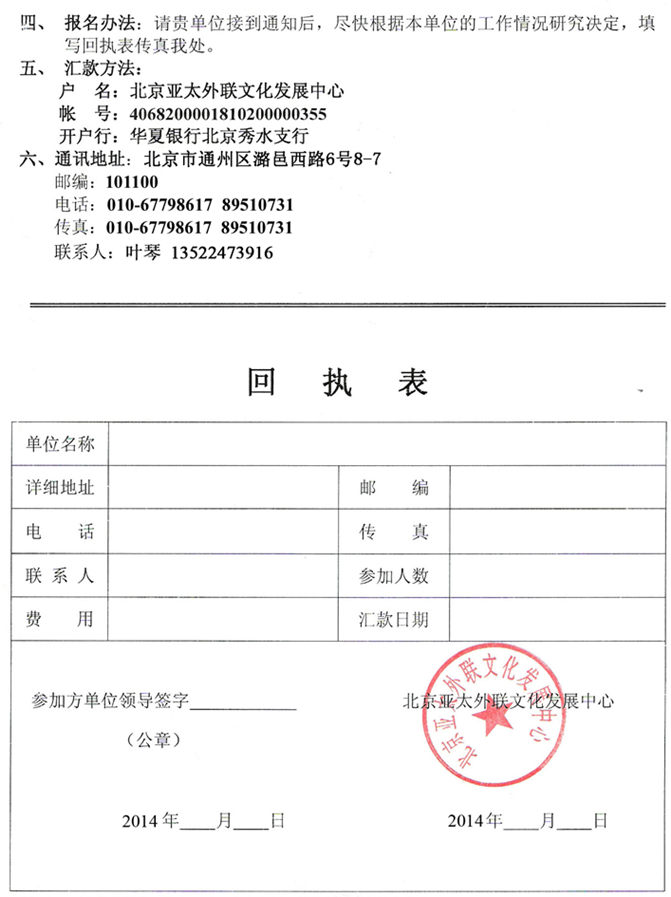 四、报名办法：请贵单位接到通知后，尽快根据本单位的工作情况研究决定，填
写回执表传真我处。
五、汇款方法：
户　名：北京亚太外联文化发展中心
帐　号：4068200001810200000355
开户行：华夏银行北京秀水支行
六、通讯地址：北京市通州区潞邑西路6号8-7
邮编：101100
电话：010-67798617 89510731
传真：010-67798617 89510731
联系人：叶琴 13522473916
回 执 表
单位名称
详细地址 邮 编
电 话 传 真
联 系 人 参加人数
费 用 汇款日期
北京亚太外联文化发展中心
参加方单位领导签字__________ 北京亚太外联文化发展中心
（公章）
2014年___月___日 2014年___月___日